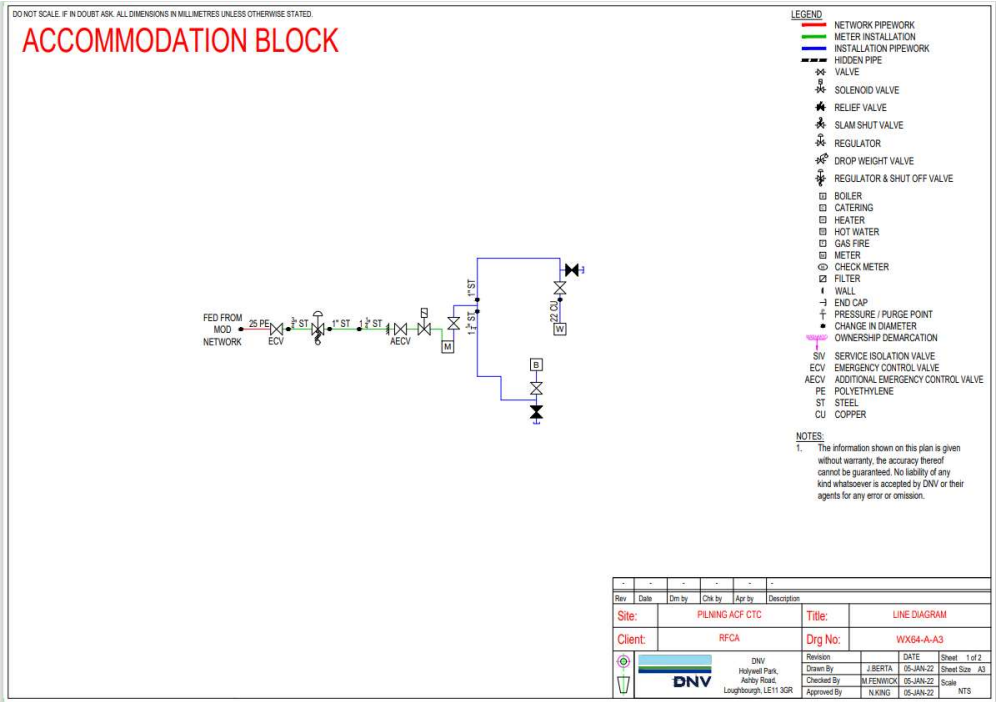 DO NOT SCALE. IF IN DOUBT ASK. ALL DIMENSIONS IN MILLIMETRES UNLESS OTHERWISE STATED.
ACCOMMODATION BLOCK
LEGEND
NETWORK PIPEWORK
METER INSTALLATION
INSTALLATION PIPEWORK
HIDDEN PIPE
VALVE
SOLENOID VALVE
RELIEF VALVE
SLAM SHUT VALVE
REGULATOR
DROP WEIGHT VALVE
REGULATOR & SHUT OFF VALVE
BOILER
CATERING
HEATER
HOT WATER
GAS FIRE
METER
CHECK METER
FILTER
WALL
END CAP
PRESSURE / PURGE POINT
CHANGE IN DIAMETER
OWNERSHIP DEMARCATION
SIV SERVICE ISOLATION VALVE
ECV EMERGENCY CONTROL VALVE
AECV ADDITIONAL EMERGENCY CONTROL VALVE
PE POLYETHYLENE
ST STEEL
CU COPPER
NOTES:
1. The information shown on this plan is given
without warranty, the accuracy thereof
cannot be guaranteed. No liability of any
kind whatsoever is accepted by DNV or their
agents for any error or omission.
FED FROM
MOD
NETWORK
25 PE
ECV
ST
1" ST
ST
AECV
M
1" ST
ST
22 CU
W
B
- - - - - -
Rev Date Drn by Chk by Apr by Description
Site: PILNING ACF CTC Title: LINE DIAGRAM
Client: RFCA Drg No: WX64-A-A3
DNV
DNV
Holywell Park,
Ashby Road,
Loughbourgh, LE11 3GR
Revision DATE Sheet 1 of 2
Drawn By J.BERTA 05-JAN-22 Sheet Size A3
Checked By M.FENWICK 05-JAN-22 Scale
Approved By N.KING 05-JAN-22 NTS